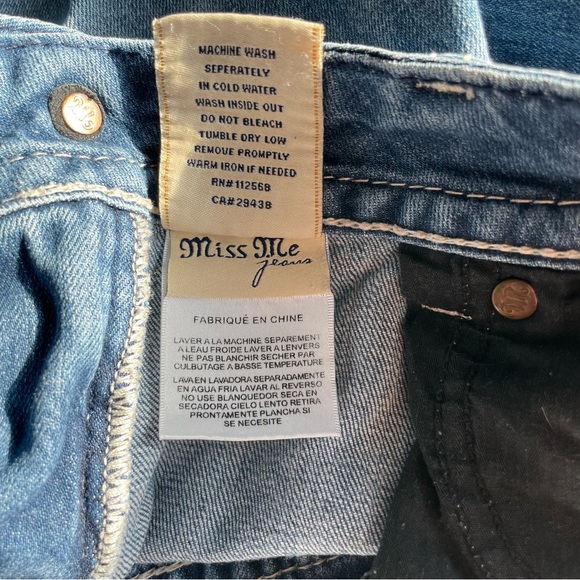 MACHINE WASH
SEPERATELY
IN COLD WATER
WASH INSIDE OUT
DO NOT BLEACH
TUMBLE DRY LOW
REMOVE PROMPTLY
WARM IRON IF NEEDED
RN#112568
CA#29438
Miss Me
jeans
FABRIQUÉ EN CHINE
LAVER A LA MACHINE SEPAREMENT
A LEAU FROIDE LAVER A LENVERS
NE PAS BLANCHIR SECHER PAR
CULBUTAGE A BASSE TEMPERATURE
LAVA EN LAVADORA SEPARADAMENTE
EN AGUA FRIA LAVAR AL REVERSO
NO USE BLANQUEDOR SECA EN
SECADORA CIELO LENTO RETIRA
PRONTAMENTE PLANCHA SI
SE NECESITE